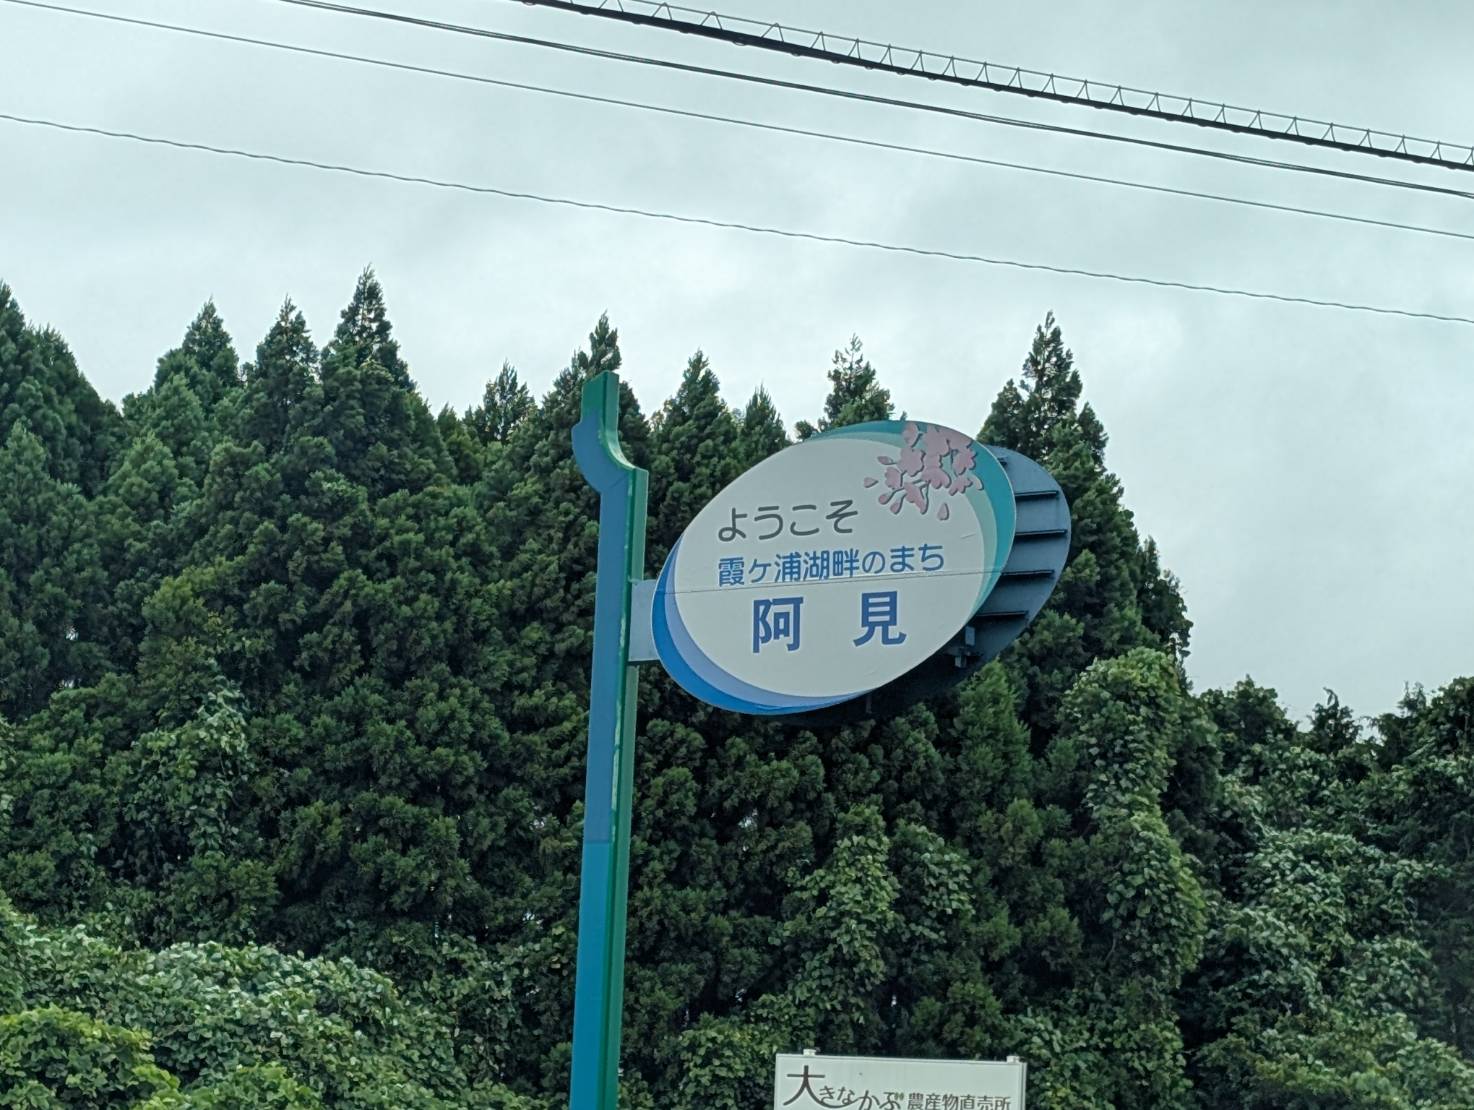 ようこそ
霞ケ浦湖畔のまち
阿見
大きなかぶ 農産物直売所